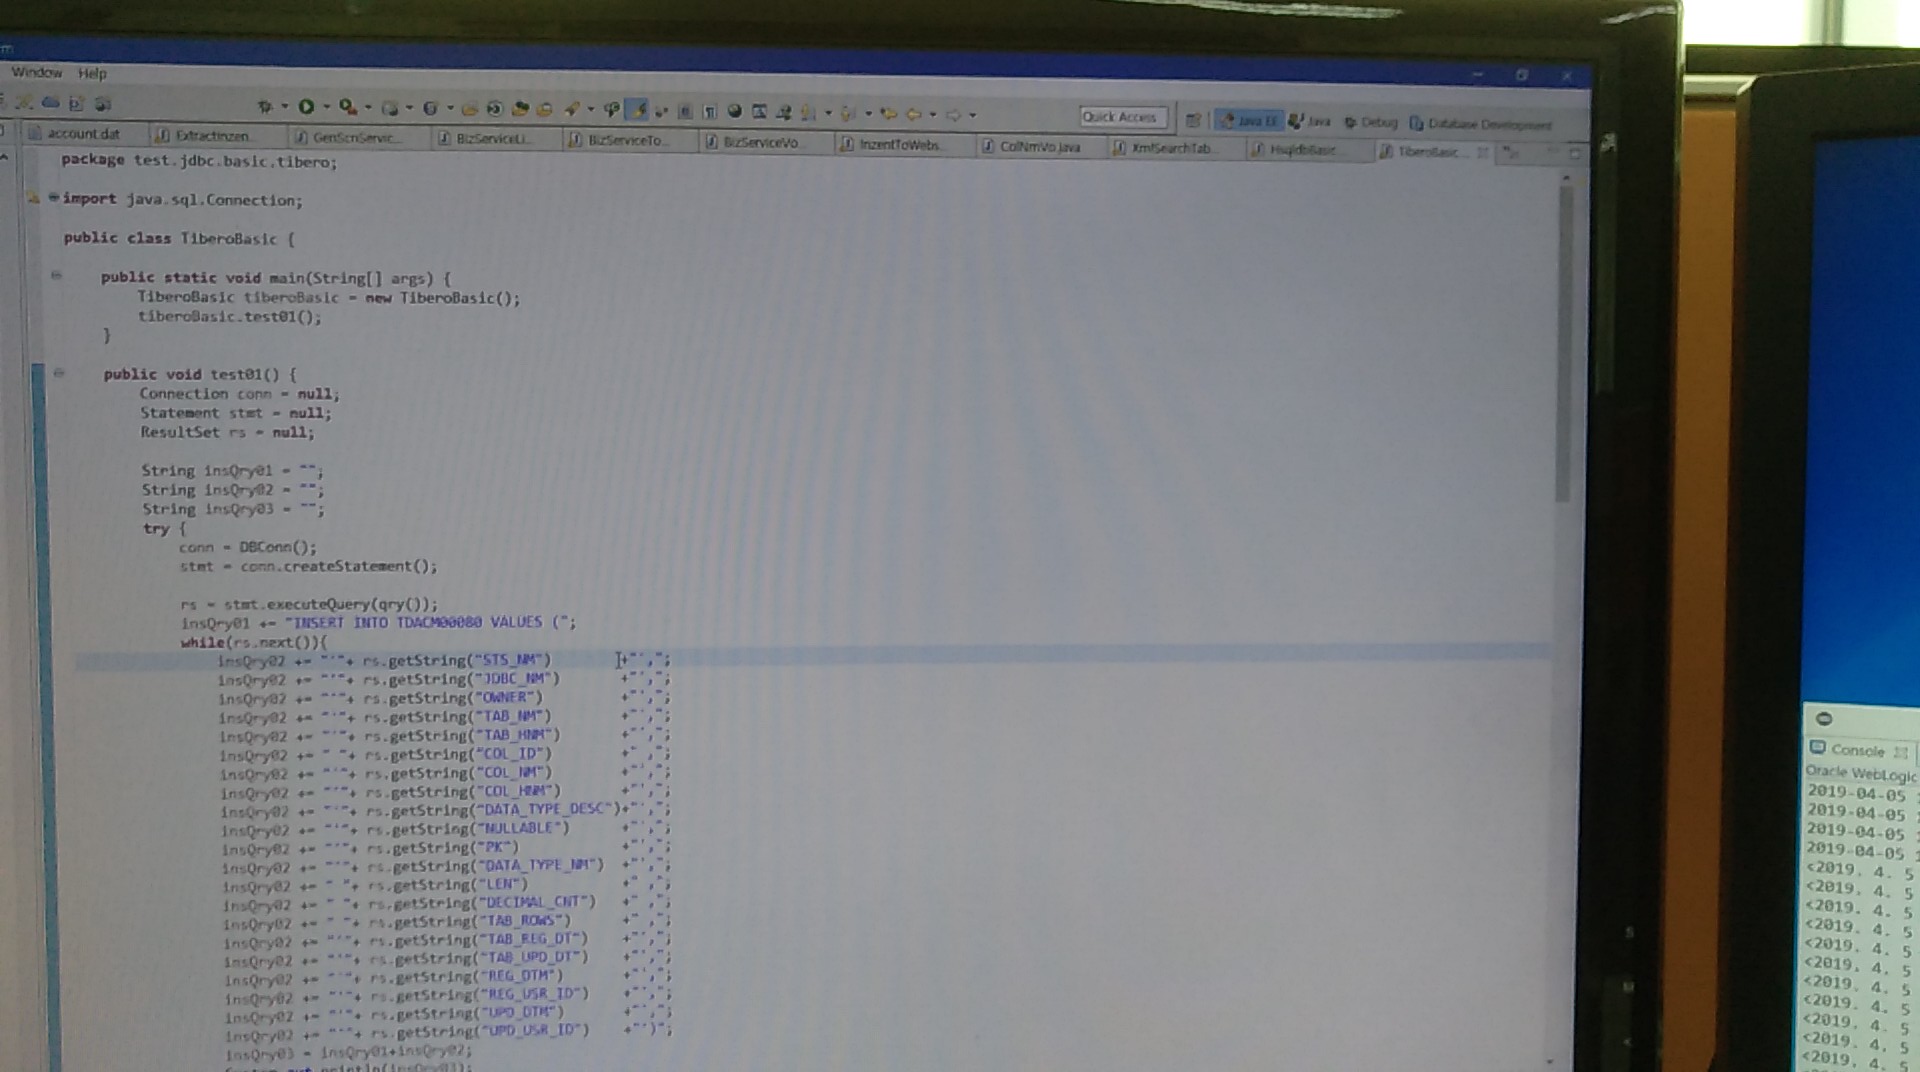 Window Help
Quick Access Java EE Java Debug Database Development
account.dat ExtractInzen... GenScnServic... BizServiceLi... BizServiceTo... BizServiceVo... InzentToWebs... ColNmVo.java XmlSearchTab... HsqldbBasic... TiberoBasic...
package test.jdbc.basic.tibero;
import java.sql.Connection;
public class TiberoBasic {
public static void main(String[] args) {
TiberoBasic tiberoBasic = new TiberoBasic();
tiberoBasic.test01();
}
public void test01() {
Connection conn = null;
Statement stmt = null;
ResultSet rs = null;
String insQry01 = "";
String insQry02 = "";
String insQry03 = "";
try {
conn = DBConn();
stmt = conn.createStatement();
rs = stmt.executeQuery(qry());
insQry01 += "INSERT INTO TDACM00080 VALUES (";
while(rs.next()){
insQry02 += "'"+ rs.getString("STS_NM") +"',";
insQry02 += "'"+ rs.getString("JDBC_NM") +"',";
insQry02 += "'"+ rs.getString("OWNER") +"',";
insQry02 += "'"+ rs.getString("TAB_NM") +"',";
insQry02 += "'"+ rs.getString("TAB_HNM") +"',";
insQry02 += " "+ rs.getString("COL_ID") +"',";
insQry02 += "'"+ rs.getString("COL_NM") +"',";
insQry02 += "'"+ rs.getString("COL_HNM") +"',";
insQry02 += "'"+ rs.getString("DATA_TYPE_DESC")+"',";
insQry02 += "'"+ rs.getString("NULLABLE") +"',";
insQry02 += "'"+ rs.getString("PK") +"',";
insQry02 += "'"+ rs.getString("DATA_TYPE_NM") +"',";
insQry02 += " "+ rs.getString("LEN") +" ,";
insQry02 += " "+ rs.getString("DECIMAL_CNT") +" ,";
insQry02 += " "+ rs.getString("TAB_ROWS") +" ,";
insQry02 += "'"+ rs.getString("TAB_REG_DT") +"',";
insQry02 += "'"+ rs.getString("TAB_UPD_DT") +"',";
insQry02 += "'"+ rs.getString("REG_DTM") +"',";
insQry02 += "'"+ rs.getString("REG_USR_ID") +"',";
insQry02 += "'"+ rs.getString("UPD_DTM") +"',";
insQry02 += "'"+ rs.getString("UPD_USR_ID") +"')";
insQry03 = insQry01+insQry02;
System.out.println(insQry03);
Console
Oracle WebLogic
2019-04-05
2019-04-05
2019-04-05
2019-04-05
<2019. 4. 5
<2019. 4. 5
<2019. 4. 5
<2019. 4. 5
<2019. 4. 5
<2019. 4. 5
<2019. 4. 5
<2019. 4. 5
<2019. 4. 5
<2019. 4. 5
<2019. 4. 5